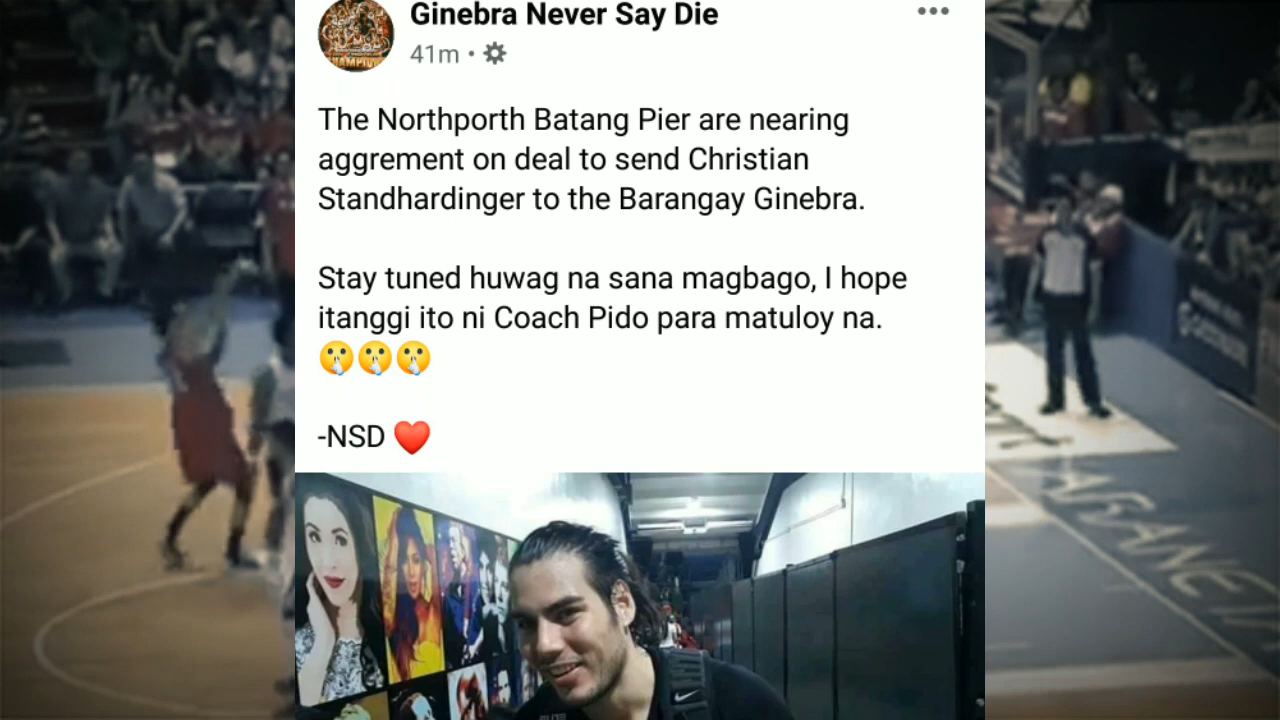 Ginebra Never Say Die
41m
The Northporth Batang Pier are nearing
aggrement on deal to send Christian
Standhardinger to the Barangay Ginebra.
Stay tuned huwag na sana magbago, I hope
itanggi ito ni Coach Pido para matuloy na.
🤫🤫🤫
-NSD ❤️